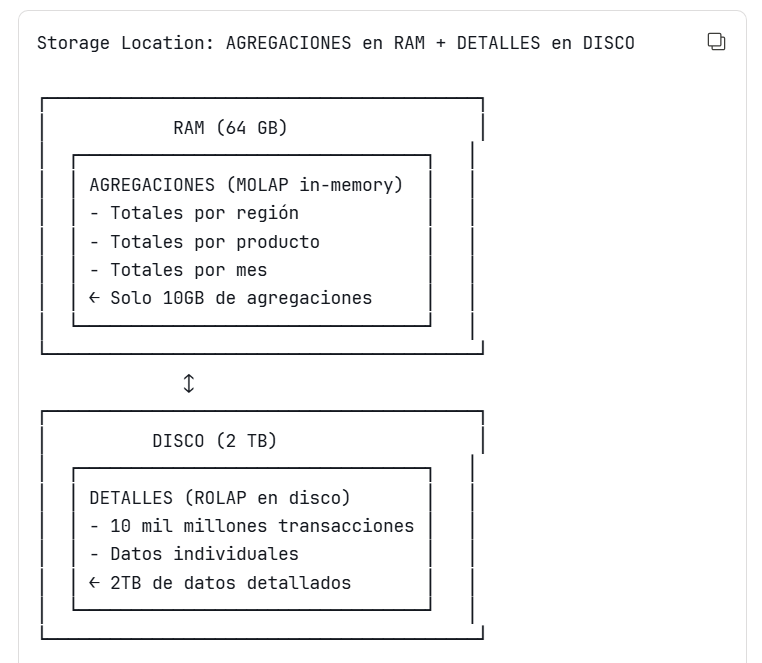 Storage Location: AGREGACIONES en RAM + DETALLES en DISCO
RAM (64 GB)
AGREGACIONES (MOLAP in-memory)
- Totales por región
- Totales por producto
- Totales por mes
← Solo 10GB de agregaciones
↕
DISCO (2 TB)
DETALLES (ROLAP en disco)
- 10 mil millones transacciones
- Datos individuales
← 2TB de datos detallados